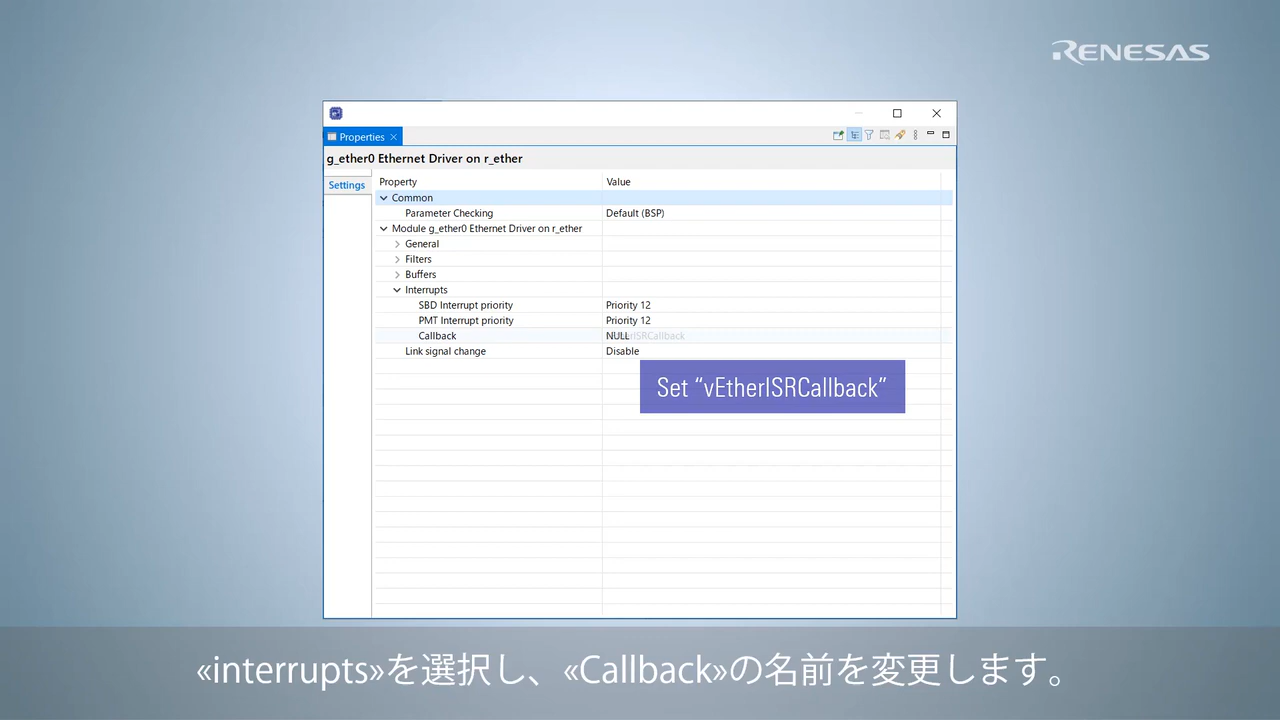 RENESAS
Properties
g_ether0 Ethernet Driver on r_ether
Settings
Property Value
Common
Parameter Checking Default (BSP)
Module g_ether0 Ethernet Driver on r_ether
General
Filters
Buffers
Interrupts
SBD Interrupt priority Priority 12
PMT Interrupt priority Priority 12
Callback NULL
Link signal change Disable
Set “vEtherISRCallback”
«interrupts»を選択し、«Callback»の名前を変更します。